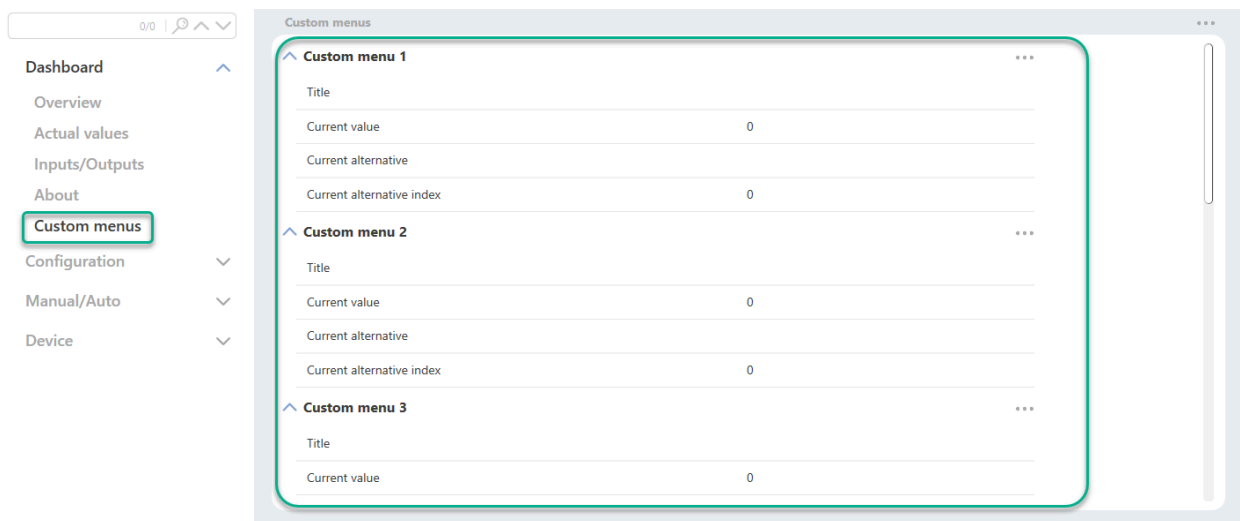 0/0
Dashboard
Overview
Actual values
Inputs/Outputs
About
Custom menus
Configuration
Manual/Auto
Device
Custom menus
Custom menu 1
Title
Current value 0
Current alternative
Current alternative index 0
Custom menu 2
Title
Current value 0
Current alternative
Current alternative index 0
Custom menu 3
Title
Current value 0